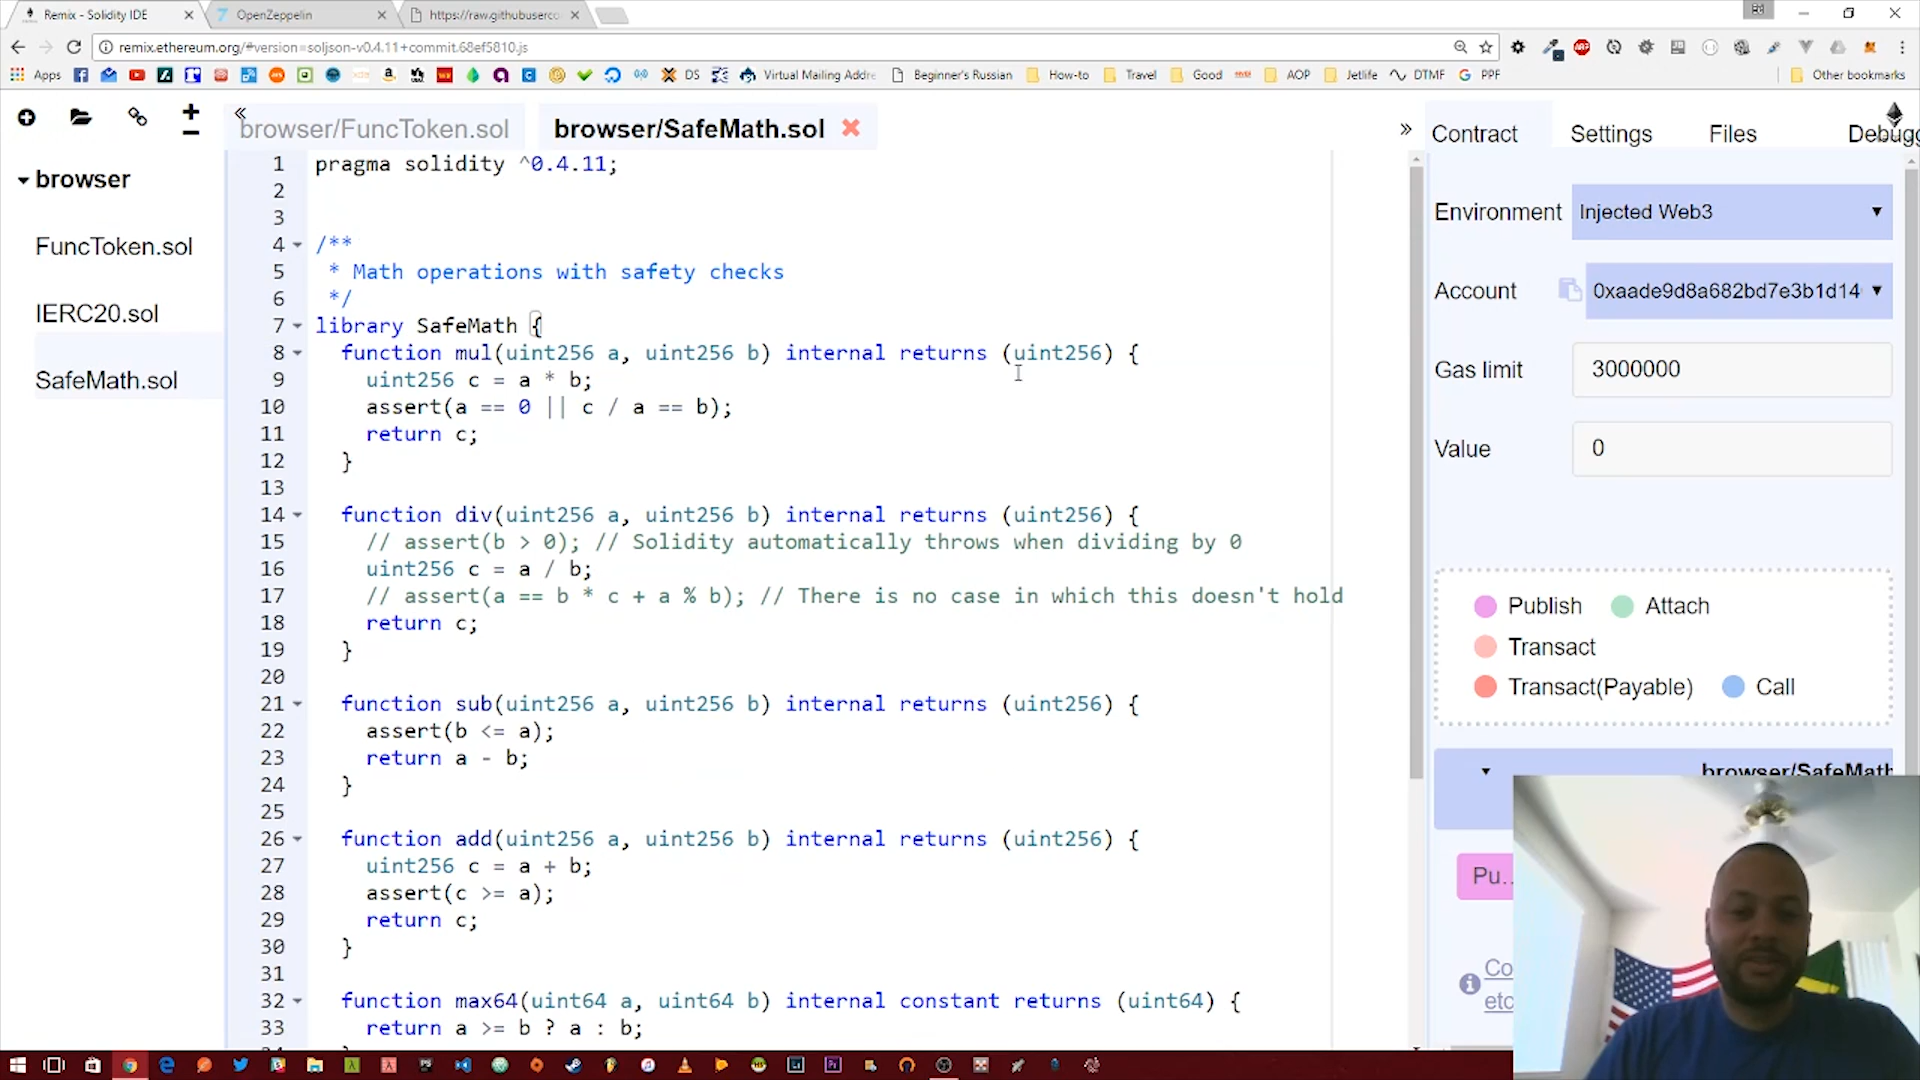 Remix - Solidity IDE
OpenZeppelin
https://raw.githubuserco
remix.ethereum.org/#version=soljson-v0.4.11+commit.68ef5810.js
Apps
DS
Virtual Mailing Addre
Beginner's Russian
How-to
Travel
Good
AOP
Jetlife
DTMF
PPF
Other bookmarks
browser/FuncToken.sol
browser/SafeMath.sol
browser
FuncToken.sol
IERC20.sol
SafeMath.sol
1 pragma solidity ^0.4.11;
2
3
4 /**
5 * Math operations with safety checks
6 */
7 library SafeMath {
8 function mul(uint256 a, uint256 b) internal returns (uint256) {
9 uint256 c = a * b;
10 assert(a == 0 || c / a == b);
11 return c;
12 }
13
14 function div(uint256 a, uint256 b) internal returns (uint256) {
15 // assert(b > 0); // Solidity automatically throws when dividing by 0
16 uint256 c = a / b;
17 // assert(a == b * c + a % b); // There is no case in which this doesn't hold
18 return c;
19 }
20
21 function sub(uint256 a, uint256 b) internal returns (uint256) {
22 assert(b <= a);
23 return a - b;
24 }
25
26 function add(uint256 a, uint256 b) internal returns (uint256) {
27 uint256 c = a + b;
28 assert(c >= a);
29 return c;
30 }
31
32 function max64(uint64 a, uint64 b) internal constant returns (uint64) {
33 return a >= b ? a : b;
Contract
Settings
Files
Debugg
Environment
Injected Web3
Account
0xaade9d8a682bd7e3b1d14
Gas limit
3000000
Value
0
Publish
Attach
Transact
Transact(Payable)
Call
browser/SafeMath
Pu...
Co
etc